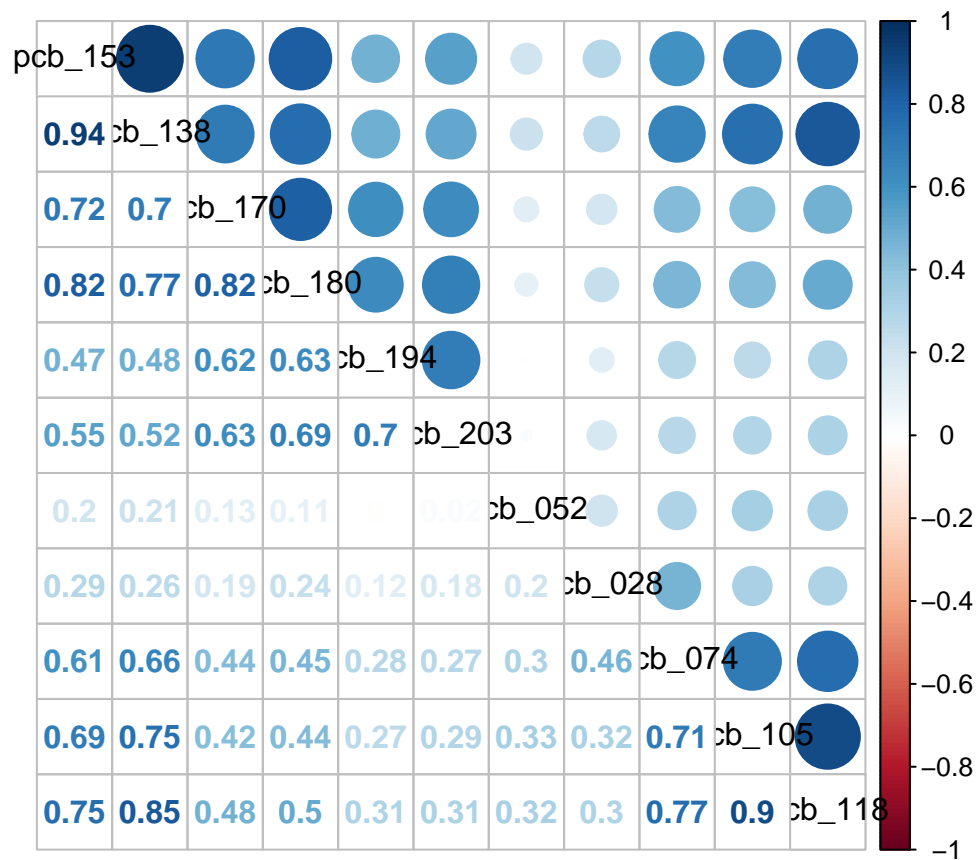 pcb_153
0.94 cb_138
0.72 0.7 cb_170
0.82 0.77 0.82 cb_180
0.47 0.48 0.62 0.63 cb_194
0.55 0.52 0.63 0.69 0.7 cb_203
0.2 0.21 0.13 0.11 0.02 cb_052
0.29 0.26 0.19 0.24 0.12 0.18 0.2 cb_028
0.61 0.66 0.44 0.45 0.28 0.27 0.3 0.46 cb_074
0.69 0.75 0.42 0.44 0.27 0.29 0.33 0.32 0.71 cb_105
0.75 0.85 0.48 0.5 0.31 0.31 0.32 0.3 0.77 0.9 cb_118
1
0.8
0.6
0.4
0.2
0
−0.2
−0.4
−0.6
−0.8
−1